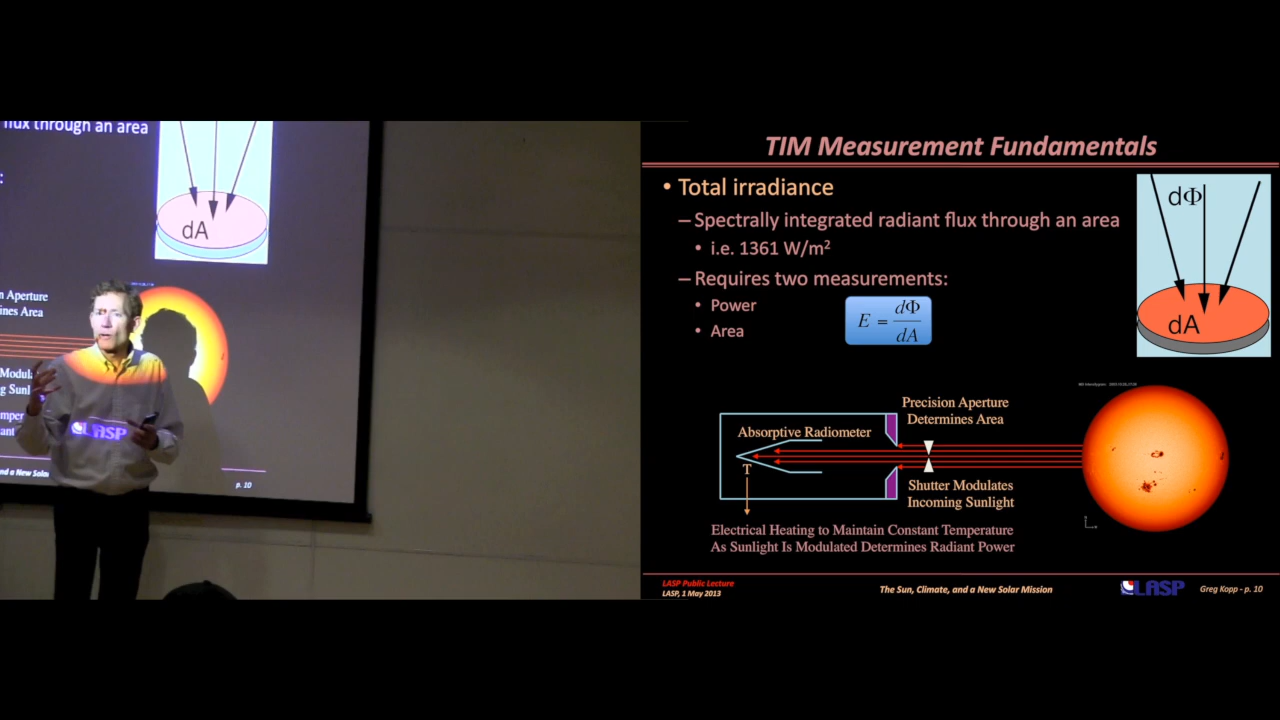 flux through an area
:
dA
n Aperture
ines Area
Modul
g Sunl
mper
ant
LASP
and a New Solar
p. 10
TIM Measurement Fundamentals
• Total irradiance
– Spectrally integrated radiant flux through an area
• i.e. 1361 W/m²
– Requires two measurements:
• Power
• Area
E = dΦ/dA
dΦ
dA
Precision Aperture
Determines Area
Absorptive Radiometer
T
Shutter Modulates
Incoming Sunlight
Electrical Heating to Maintain Constant Temperature
As Sunlight Is Modulated Determines Radiant Power
LASP Public Lecture
LASP, 1 May 2013
The Sun, Climate, and a New Solar Mission
LASP
Greg Kopp - p. 10